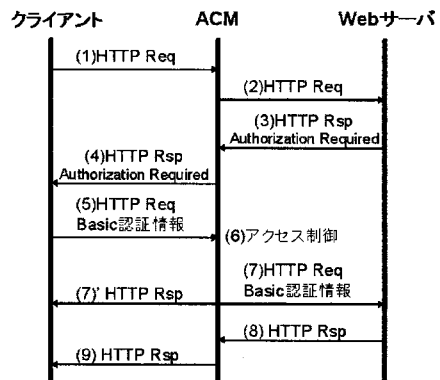 クライアント ACM Webサーバ
(1)HTTP Req
(2)HTTP Req
(3)HTTP Rsp
Authorization Required
(4)HTTP Rsp
Authorization Required
(5)HTTP Req
Basic認証情報
(6)アクセス制御
(7)HTTP Req
Basic認証情報
(7)' HTTP Rsp
(8) HTTP Rsp
(9) HTTP Rsp